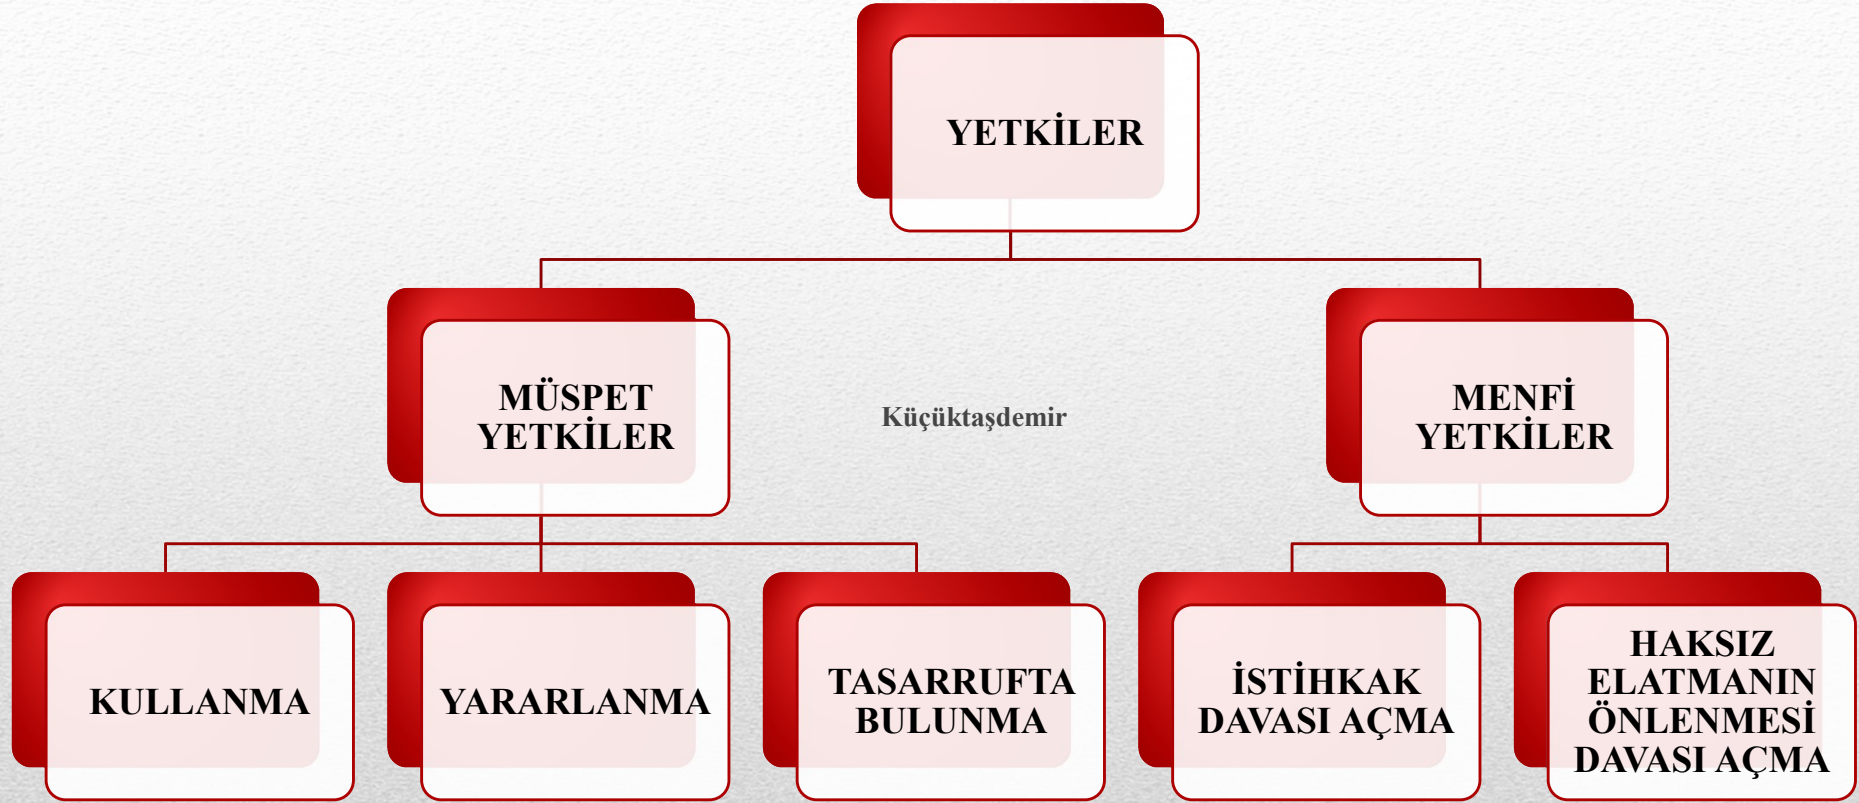 YETKİLER
MÜSPET
YETKİLER
Küçüktaşdemir
MENFİ
YETKİLER
KULLANMA
YARARLANMA
TASARRUFTA
BULUNMA
İSTİHKAK
DAVASI AÇMA
HAKSIZ
ELATMANIN
ÖNLENMESİ
DAVASI AÇMA